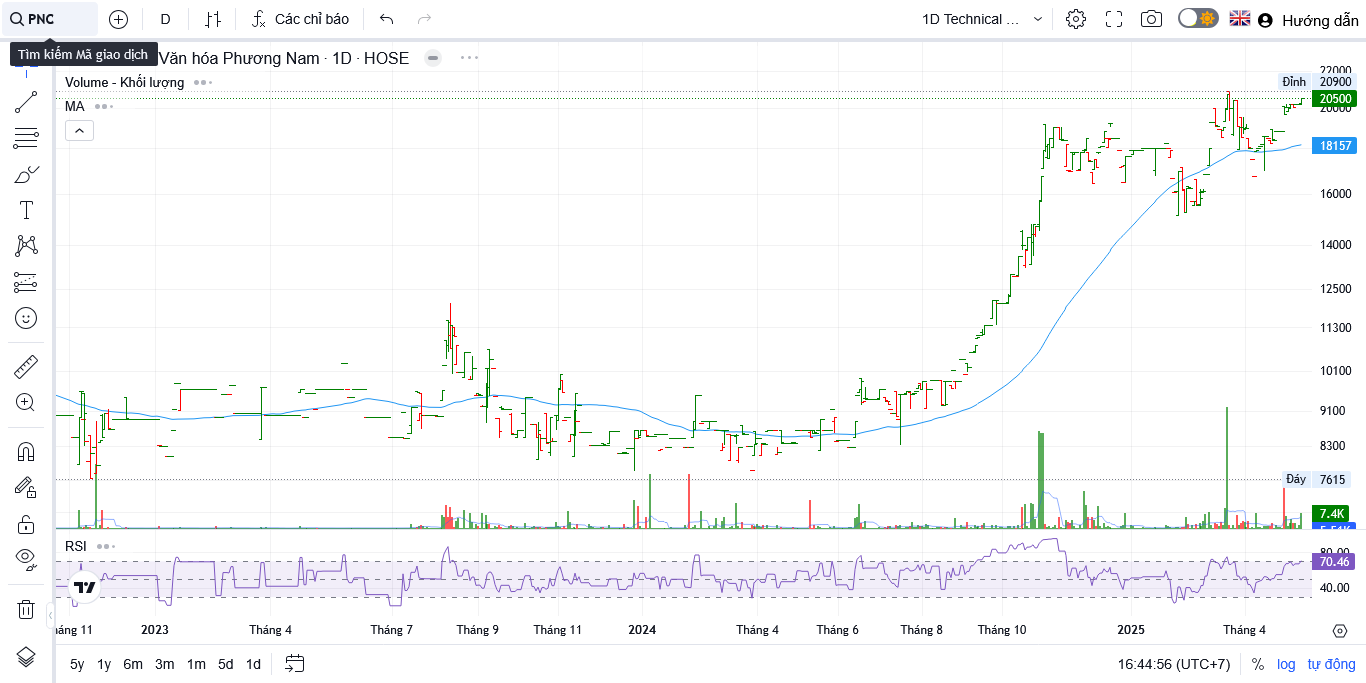 PNC
D
Các chỉ báo
1D Technical ...
Hướng dẫn
Tìm kiếm Mã giao dịch
Văn hóa Phương Nam · 1D · HOSE
Volume - Khối lượng
MA
22000
Đỉnh 20900
20500
20000
18157
16000
14000
12500
11300
10100
9100
8300
Đáy 7615
7.4K
5.51K
RSI
80.00
70.46
40.00
háng 11 2023 Tháng 4 Tháng 7 Tháng 9 Tháng 11 2024 Tháng 4 Tháng 6 Tháng 8 Tháng 10 2025 Tháng 4
5y 1y 6m 3m 1m 5d 1d
16:44:56 (UTC+7) % log tự động